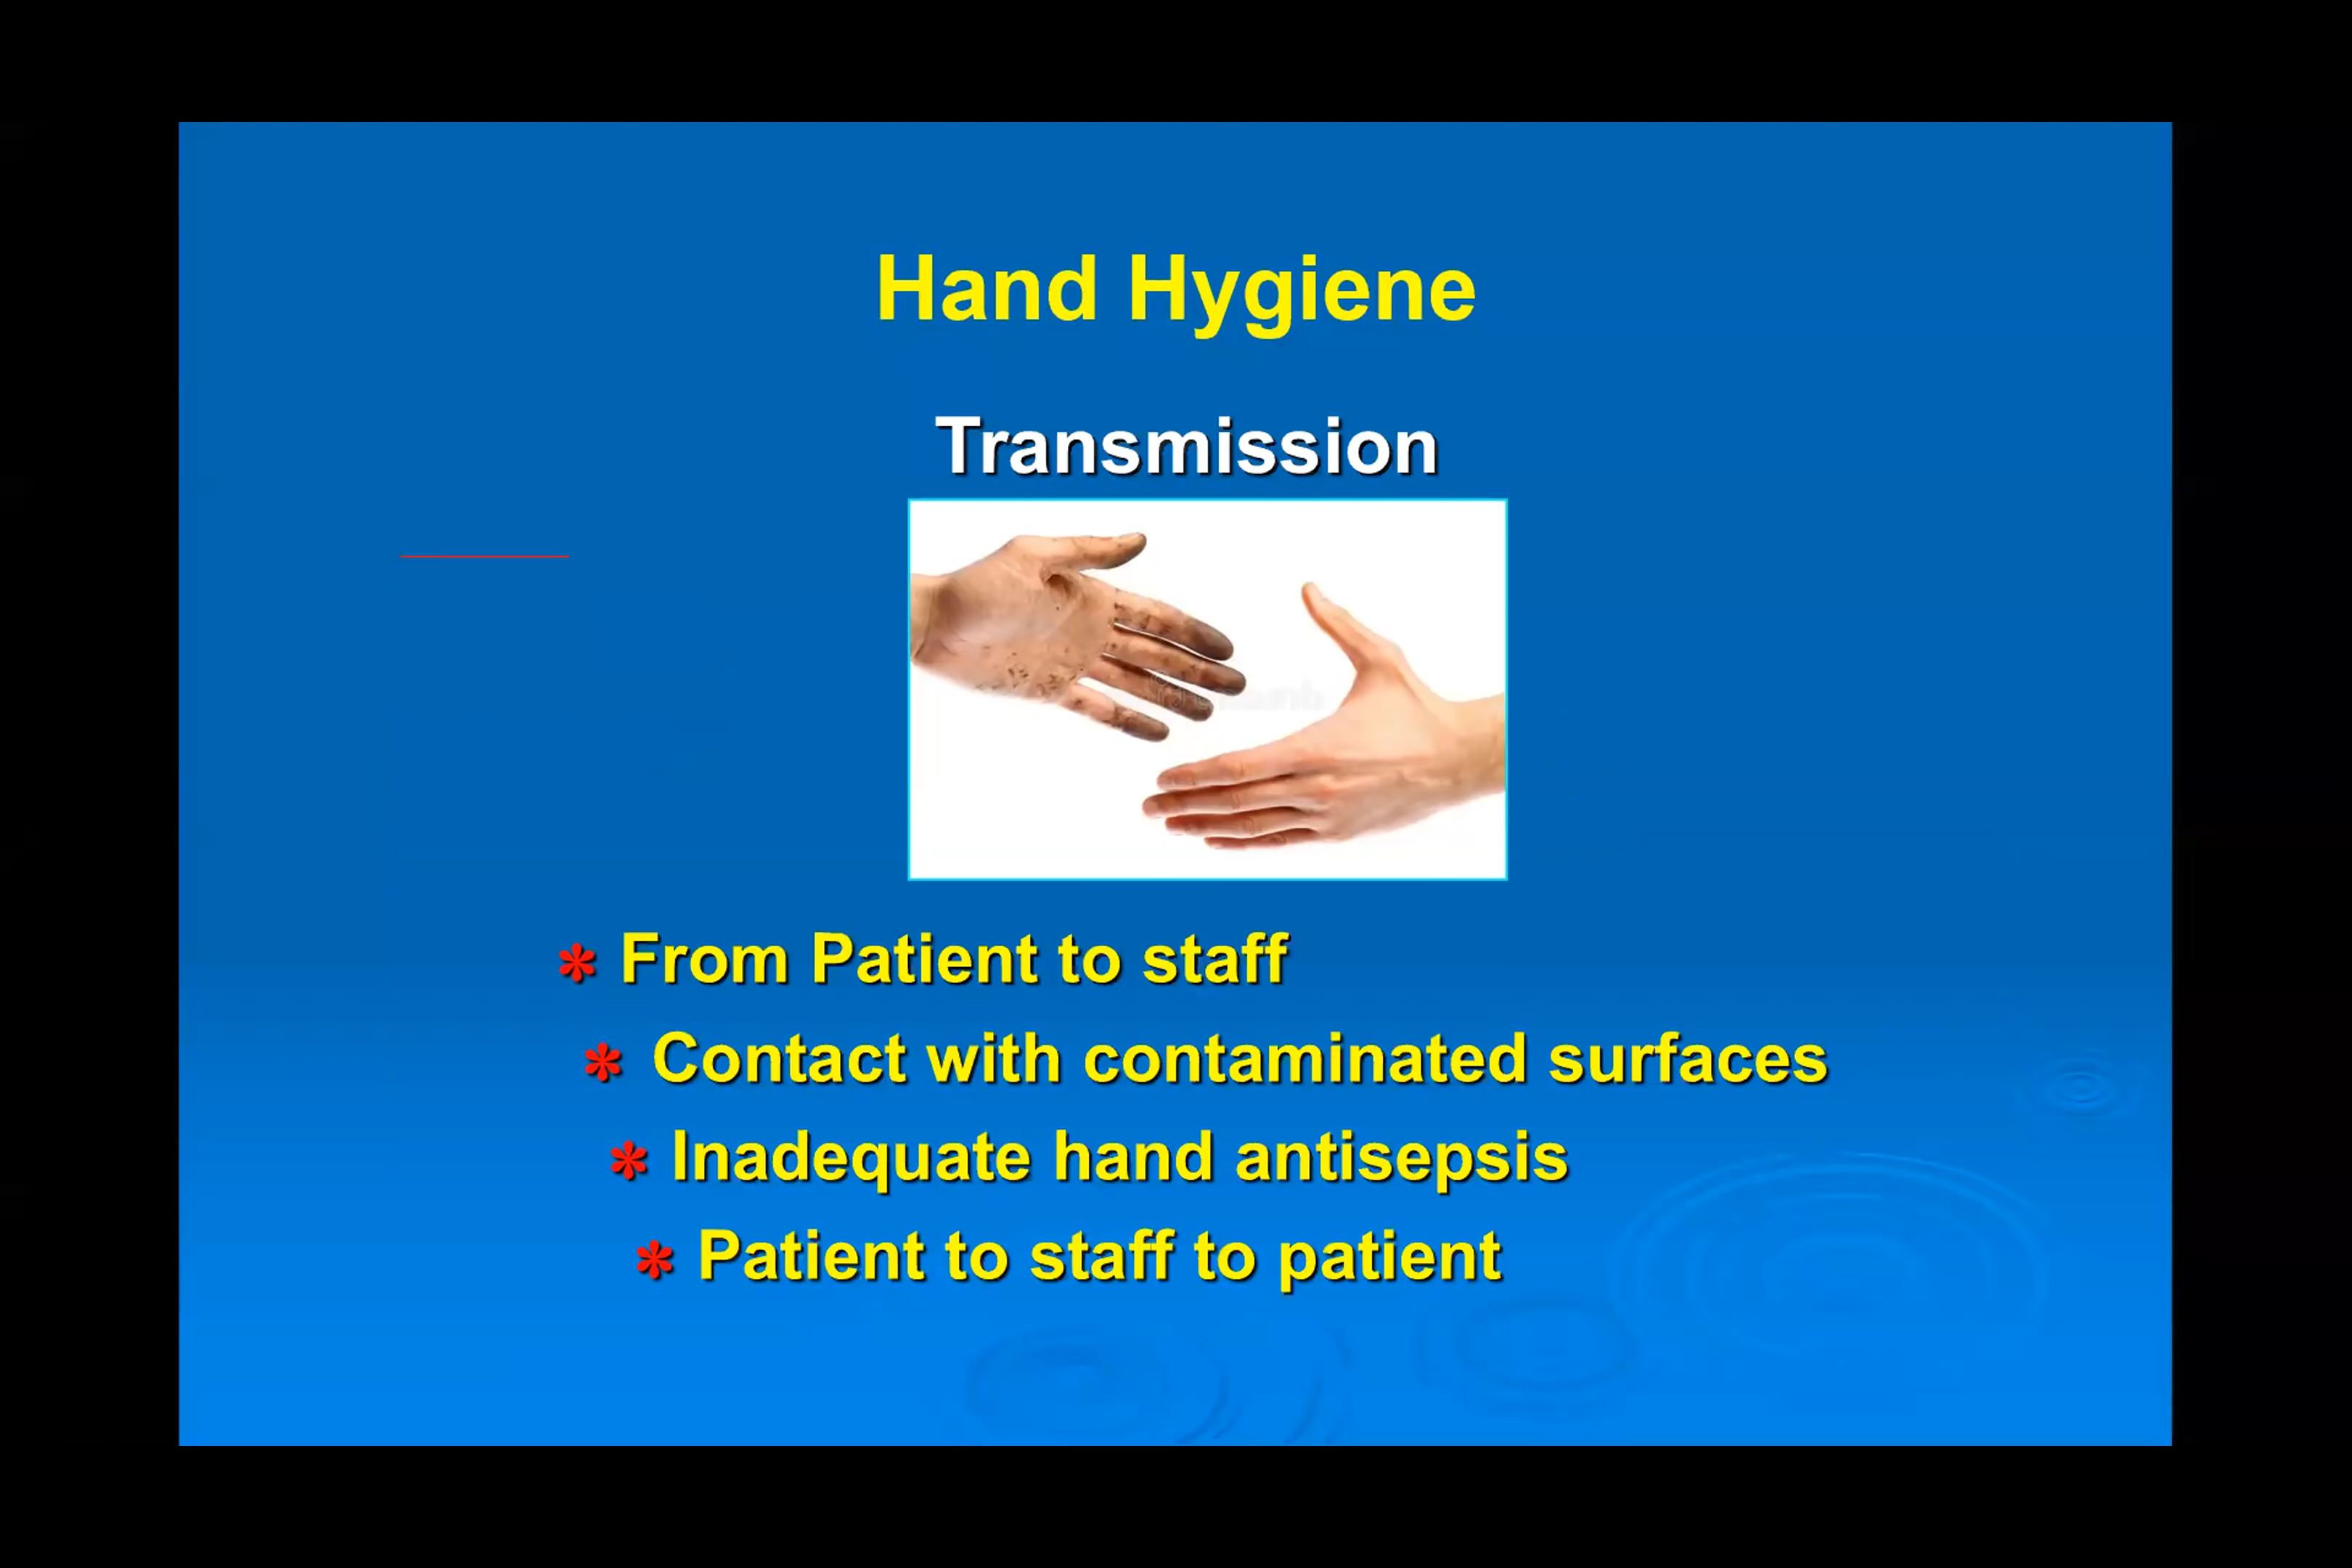 Hand Hygiene
Transmission
* From Patient to staff
* Contact with contaminated surfaces
* Inadequate hand antisepsis
* Patient to staff to patient